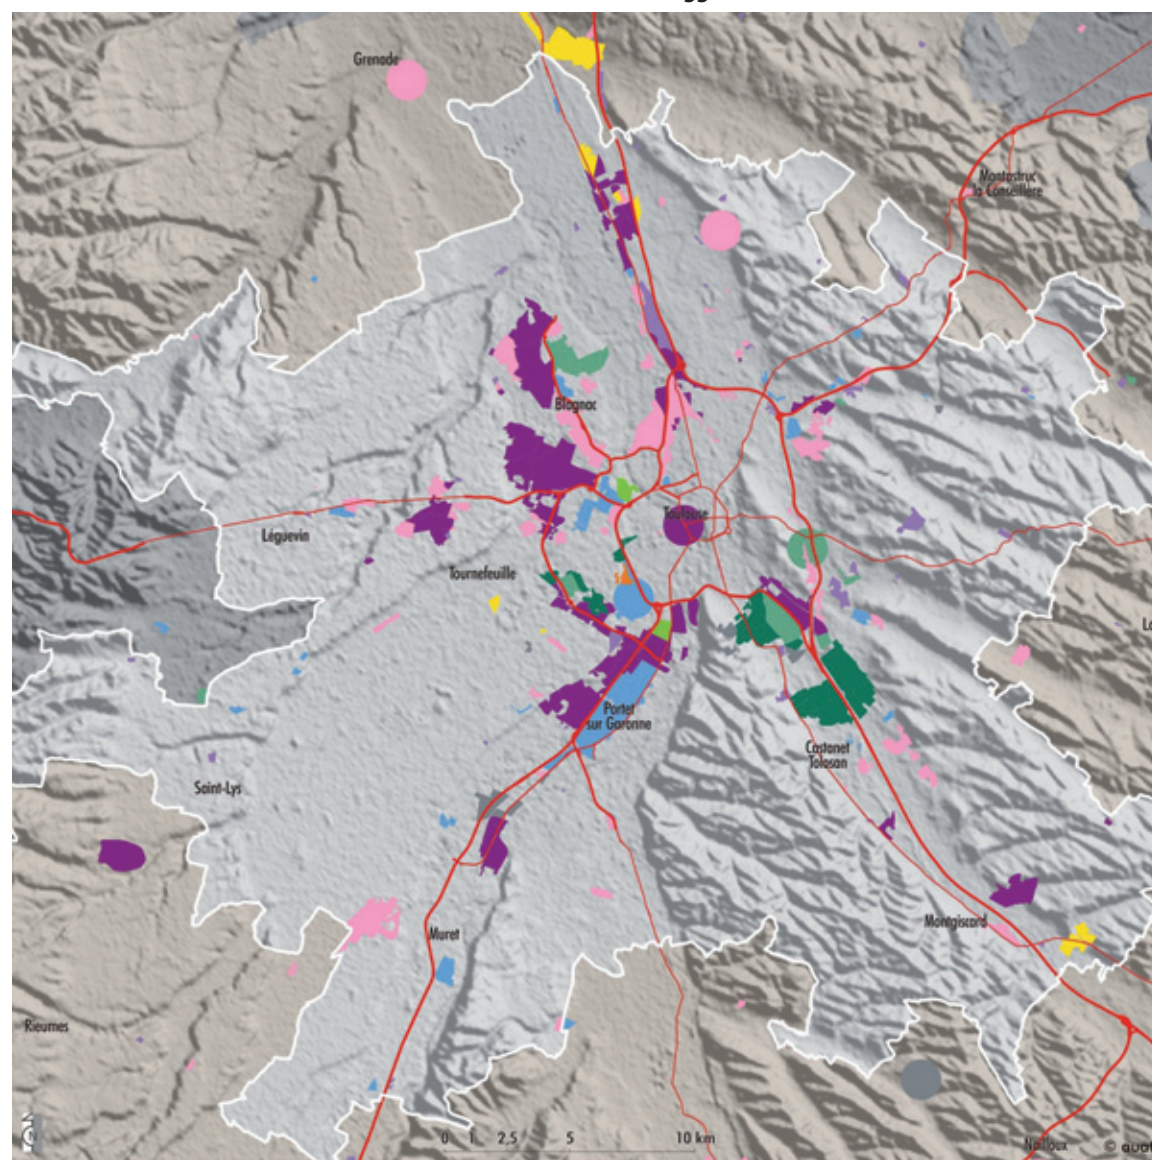 Grenade
Montastruc
la Conseillère
Blagnac
Toulouse
Léguevin
Tournefeuille
3
Portet
sur Garonne
Castanet
Tolosan
Saint-Lys
Montgiscard
Muret
Rieumes
0 1 2.5 5 10 km
Nailloux
©